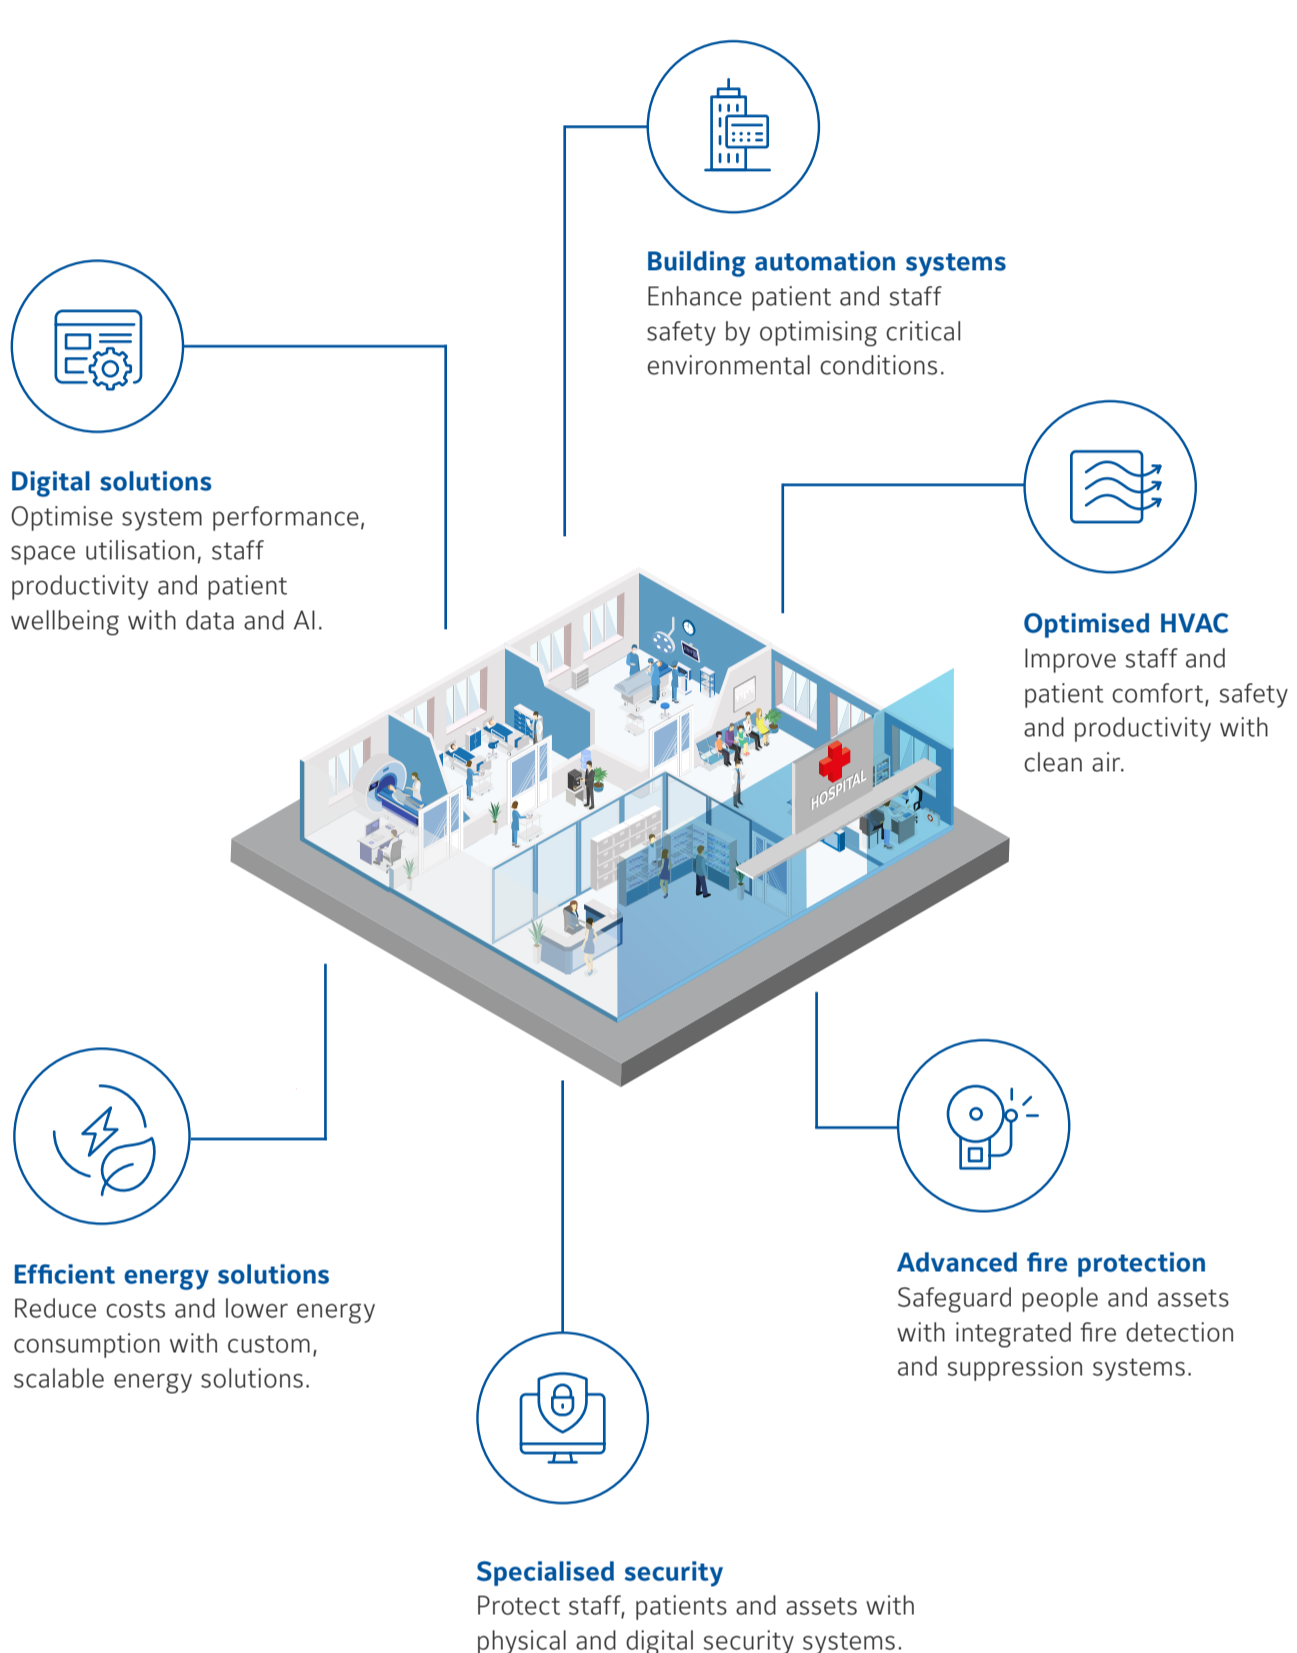 Building automation systems
Enhance patient and staff
safety by optimising critical
environmental conditions.
Digital solutions
Optimise system performance,
space utilisation, staff
productivity and patient
wellbeing with data and AI.
Optimised HVAC
Improve staff and
patient comfort, safety
and productivity with
clean air.
HOSPITAL
Efficient energy solutions
Reduce costs and lower energy
consumption with custom,
scalable energy solutions.
Advanced fire protection
Safeguard people and assets
with integrated fire detection
and suppression systems.
Specialised security
Protect staff, patients and assets with
physical and digital security systems.